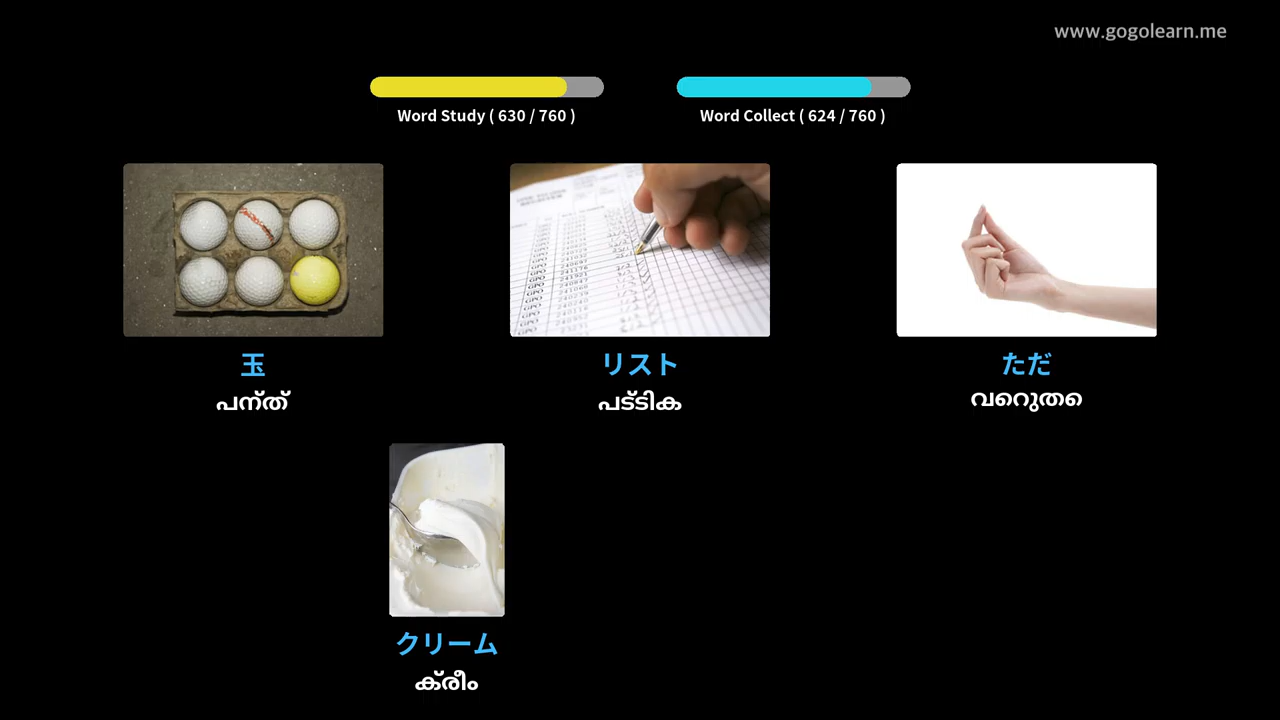 www.gogolearn.me
Word Study ( 630 / 760 )
Word Collect ( 624 / 760 )
玉
പന്ത്
リスト
പട്ടിക
ただ
വെറുതെ
クリーム
ക്രീം